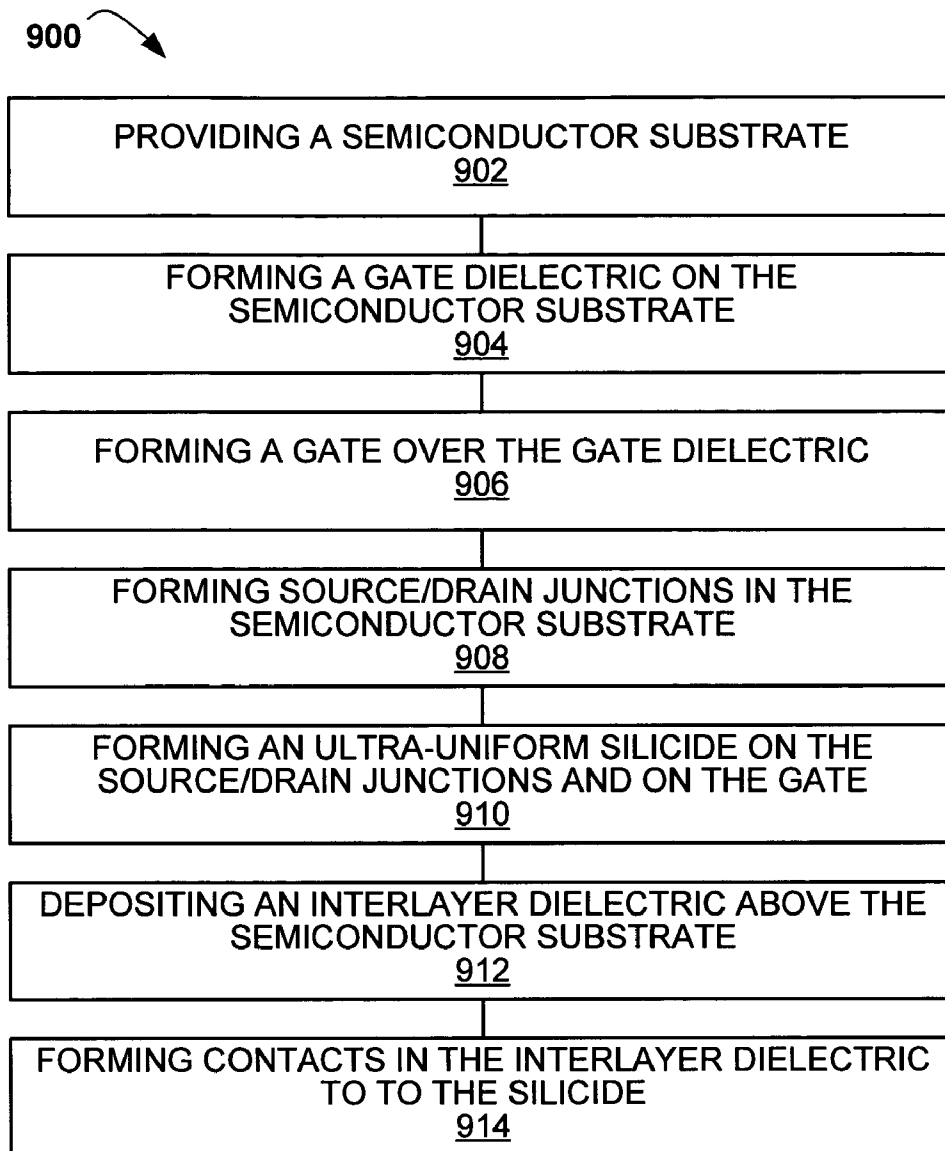 900
PROVIDING A SEMICONDUCTOR SUBSTRATE
902
FORMING A GATE DIELECTRIC ON THE
SEMICONDUCTOR SUBSTRATE
904
FORMING A GATE OVER THE GATE DIELECTRIC
906
FORMING SOURCE/DRAIN JUNCTIONS IN THE
SEMICONDUCTOR SUBSTRATE
908
FORMING AN ULTRA-UNIFORM SILICIDE ON THE
SOURCE/DRAIN JUNCTIONS AND ON THE GATE
910
DEPOSITING AN INTERLAYER DIELECTRIC ABOVE THE
SEMICONDUCTOR SUBSTRATE
912
FORMING CONTACTS IN THE INTERLAYER DIELECTRIC
TO TO THE SILICIDE
914